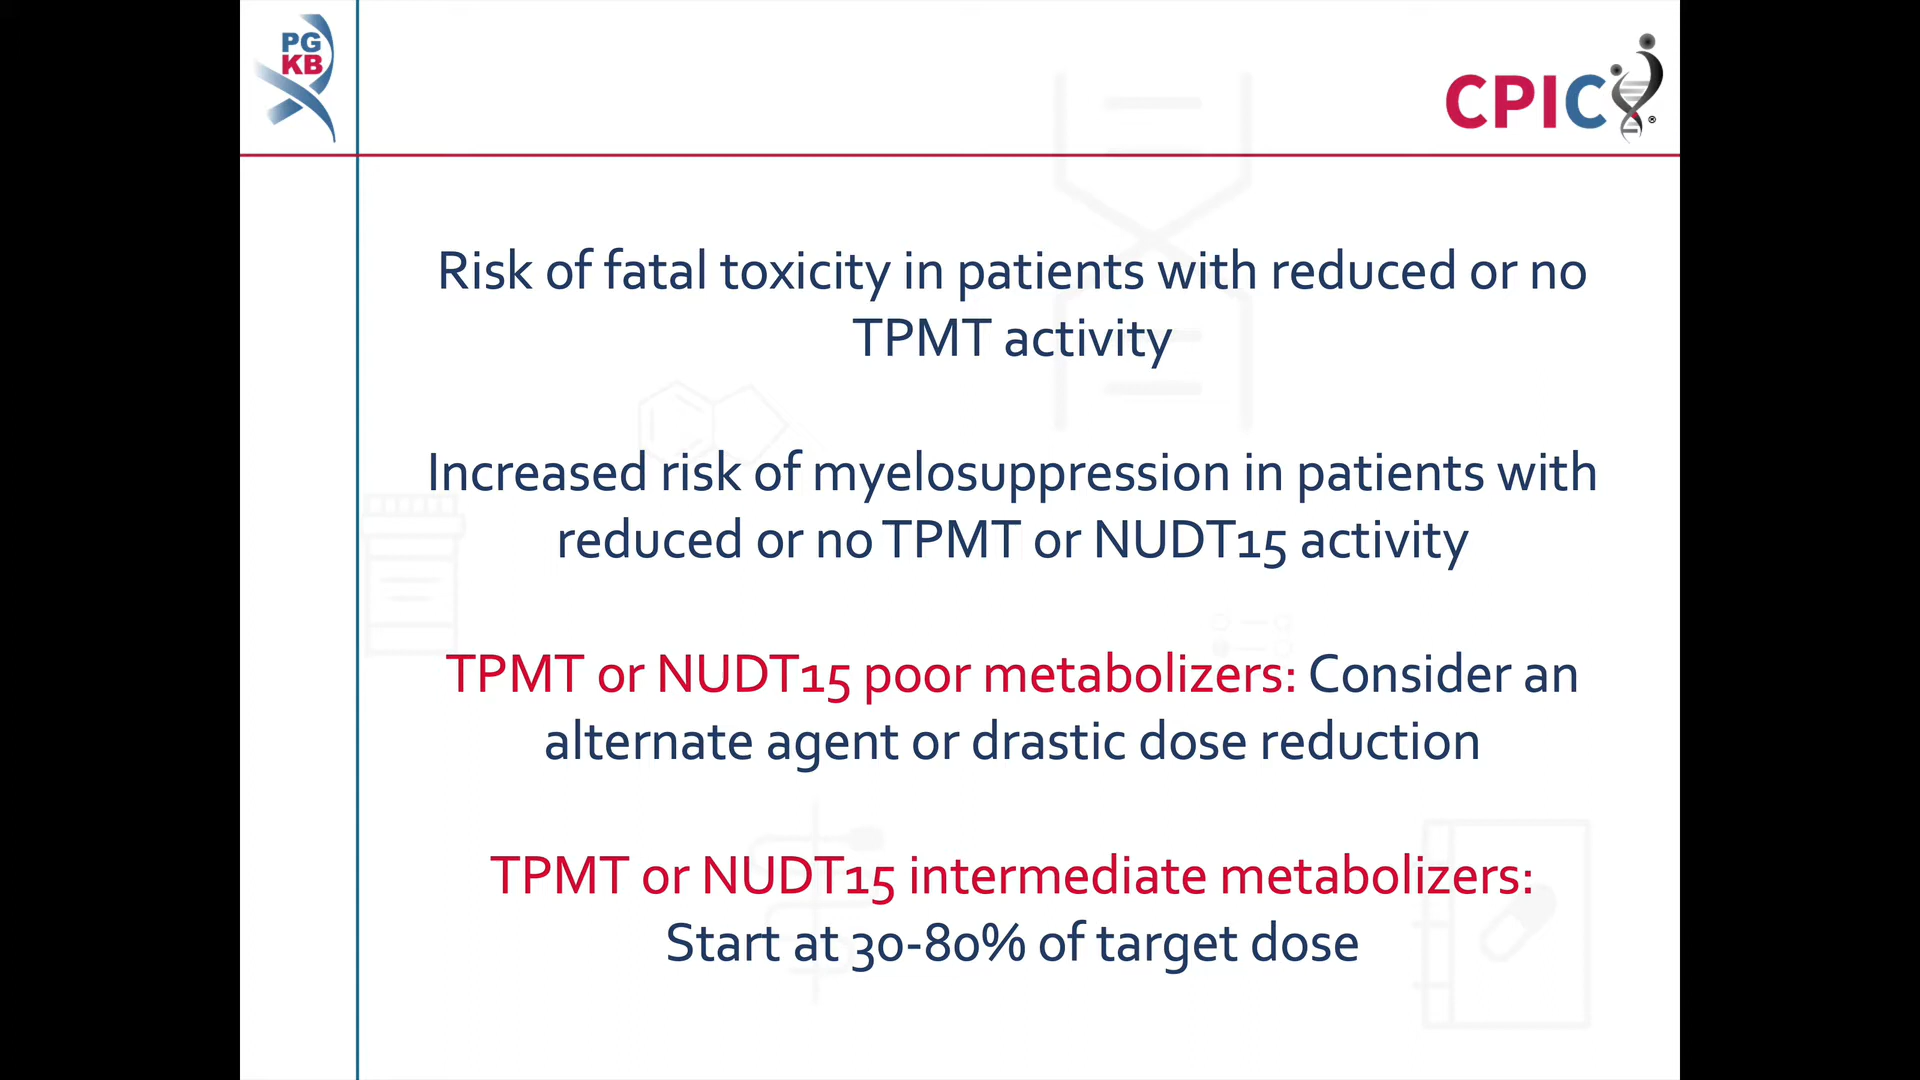 PG
KB
CPIC®
Risk of fatal toxicity in patients with reduced or no
TPMT activity
Increased risk of myelosuppression in patients with
reduced or no TPMT or NUDT15 activity
TPMT or NUDT15 poor metabolizers: Consider an
alternate agent or drastic dose reduction
TPMT or NUDT15 intermediate metabolizers:
Start at 30-80% of target dose